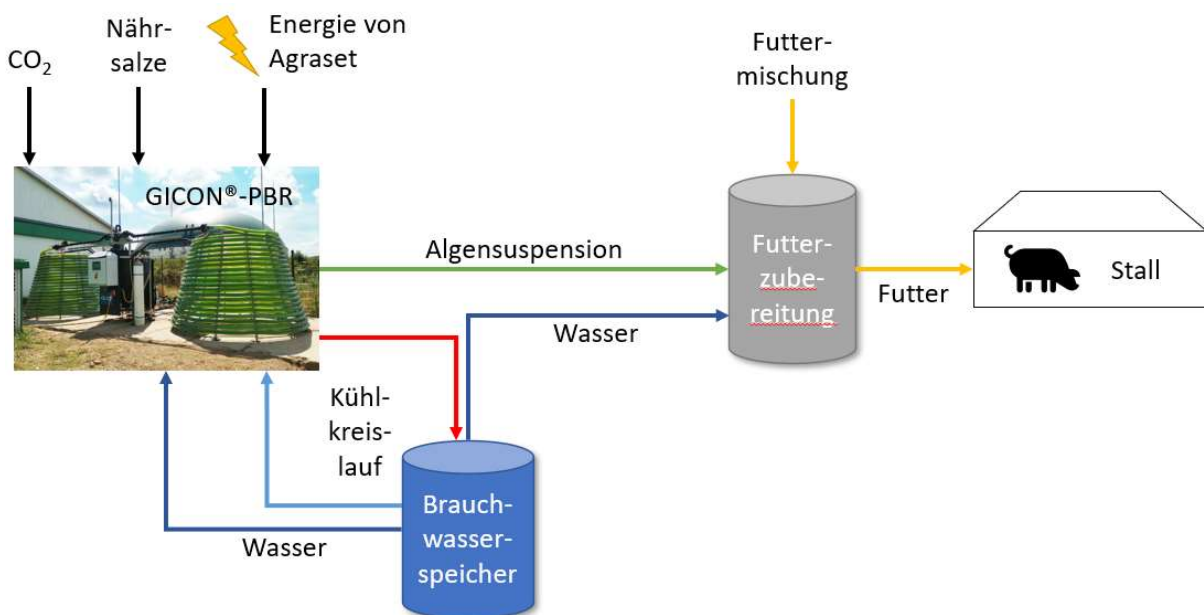 CO₂
Nähr-
salze
Energie von
Agraset
Futter-
mischung
GICON®-PBR
Algensuspension
Futter-
zube-
reitung
Futter
Stall
Wasser
Kühl-
kreis-
lauf
Brauch-
wasser-
speicher
Wasser